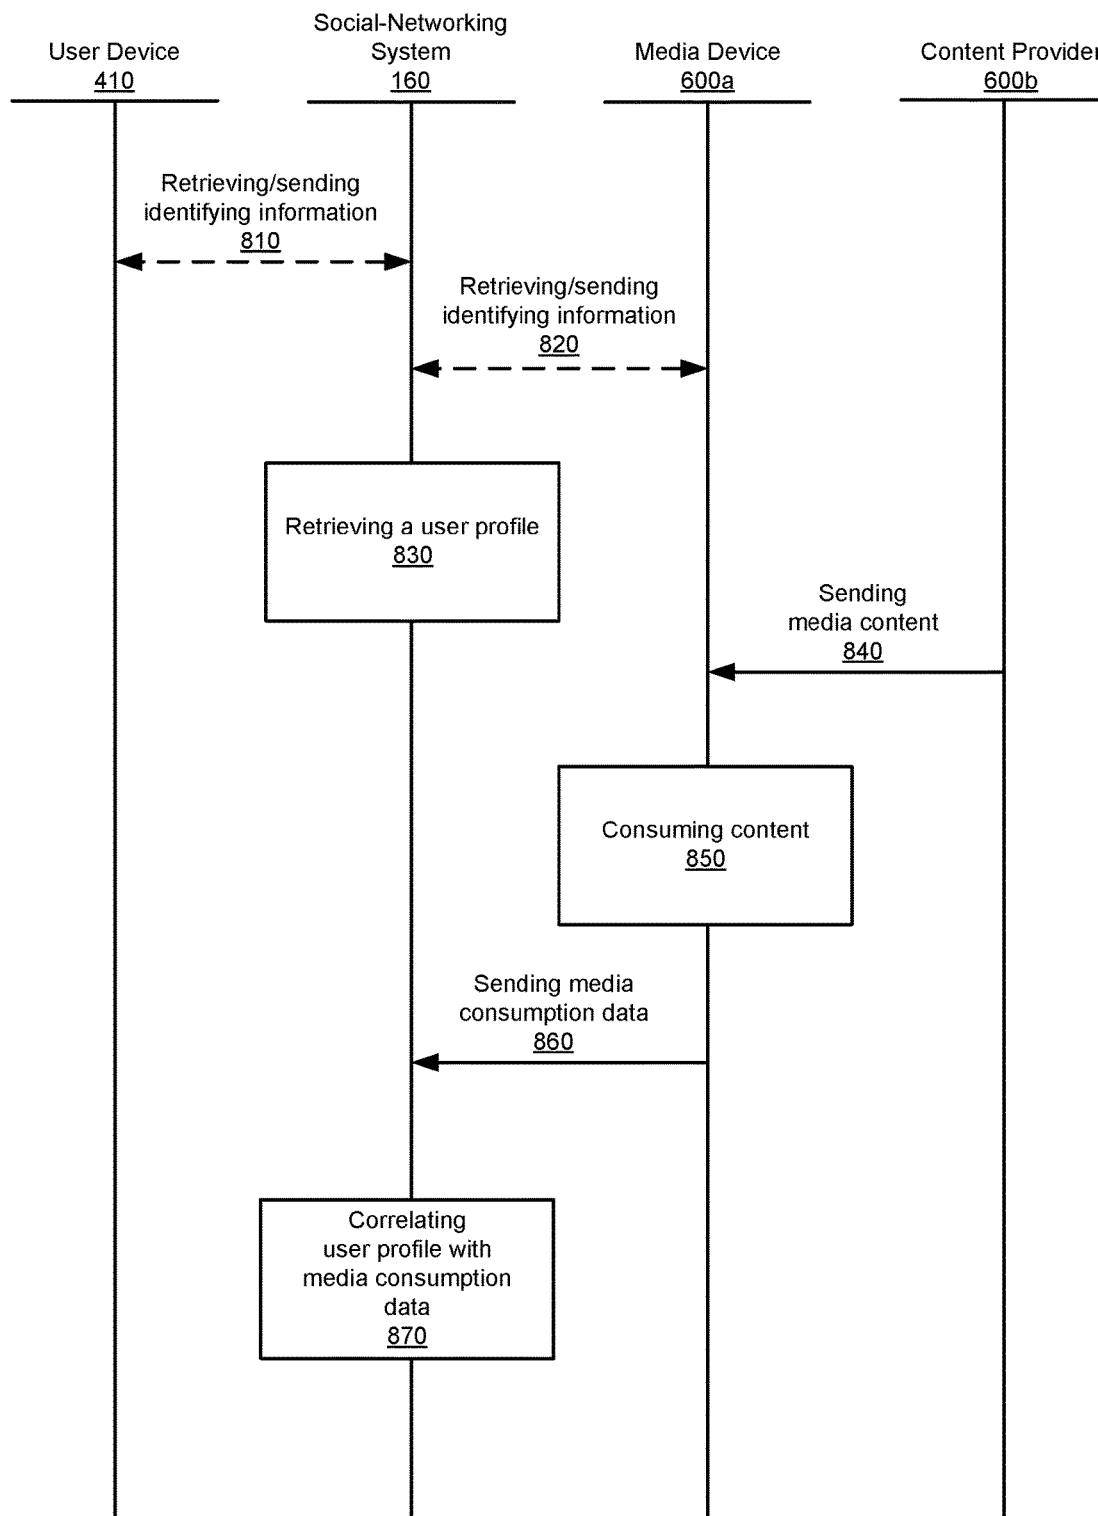 User Device
410
Social-Networking
System
160
Media Device
600a
Content Provider
600b
Retrieving/sending
identifying information
810
Retrieving/sending
identifying information
820
Retrieving a user profile
830
Sending
media content
840
Consuming content
850
Sending media
consumption data
860
Correlating
user profile with
media consumption
data
870